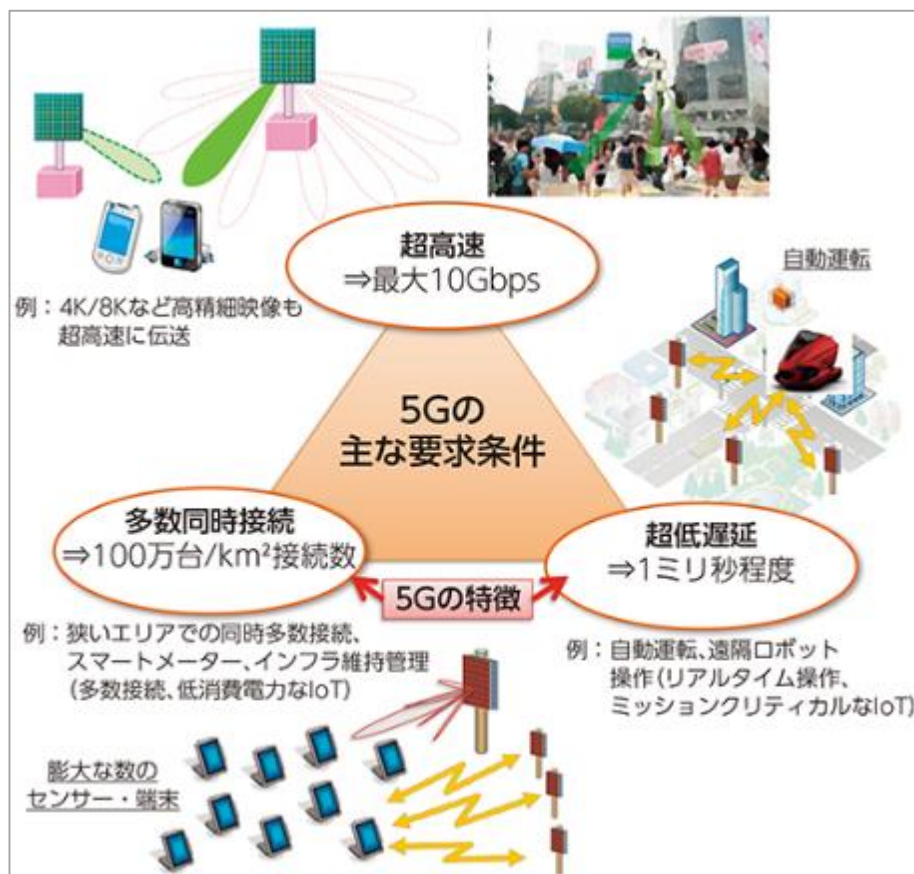 超高速
⇒最大10Gbps
例：4K/8Kなど高精細映像も
超高速に伝送
自動運転
5Gの
主な要求条件
多数同時接続
⇒100万台/km²接続数
超低遅延
⇒1ミリ秒程度
5Gの特徴
例：狭いエリアでの同時多数接続、
スマートメーター、インフラ維持管理
（多数接続、低消費電力なIoT）
例：自動運転、遠隔ロボット
操作（リアルタイム操作、
ミッションクリティカルなIoT）
膨大な数の
センサー・端末